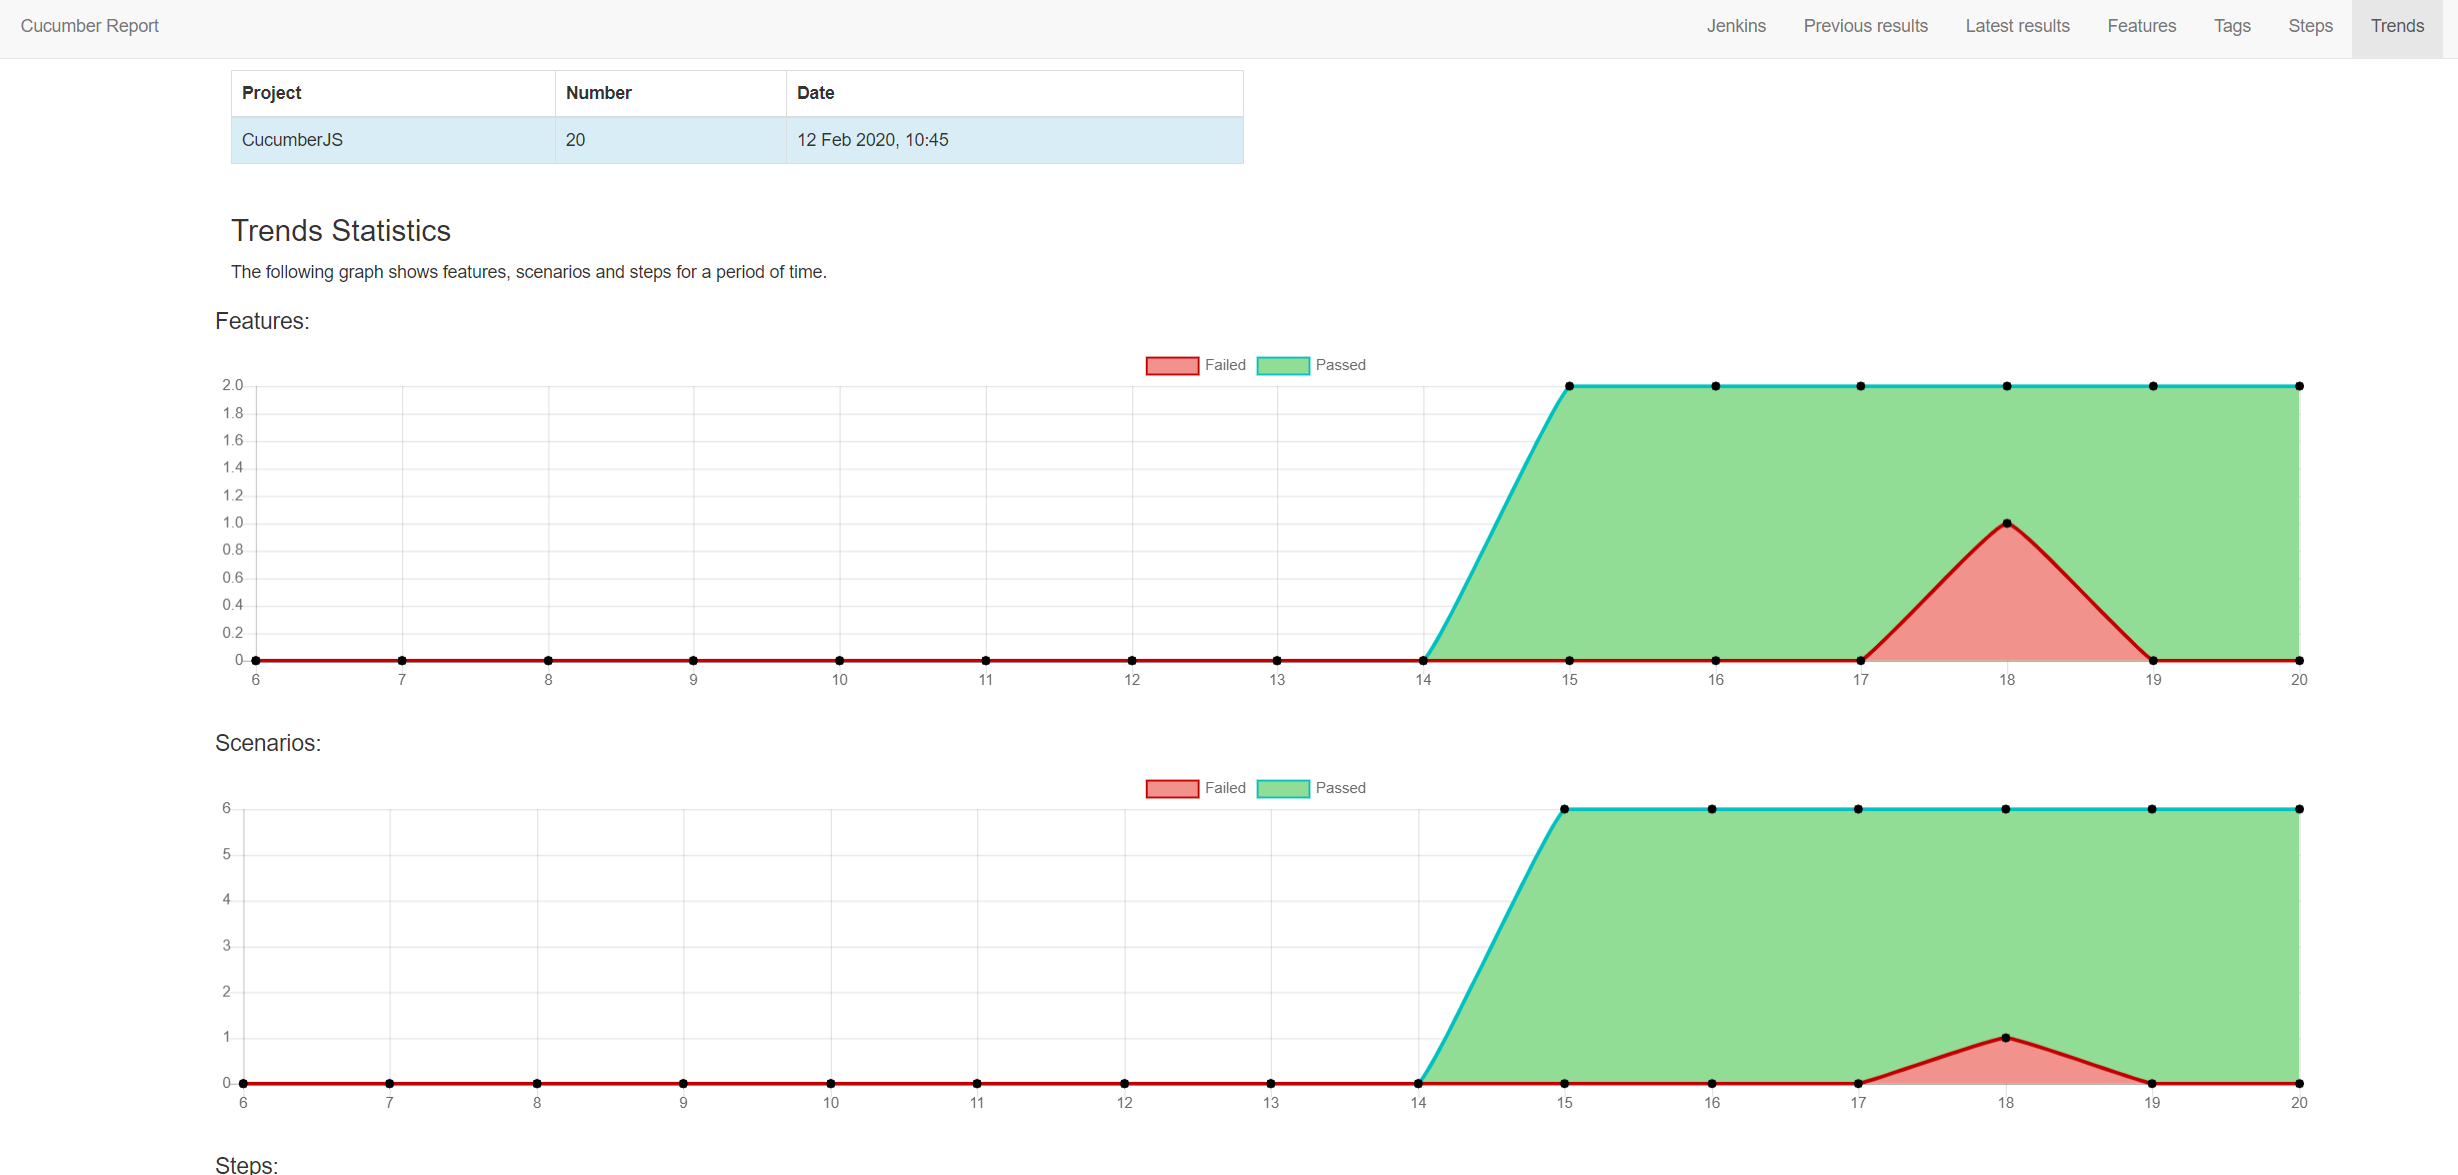 Cucumber Report Jenkins Previous results Latest results Features Tags Steps Trends
Project Number Date
CucumberJS 20 12 Feb 2020, 10:45
Trends Statistics
The following graph shows features, scenarios and steps for a period of time.
Features:
Failed Passed
2.0
1.8
1.6
1.4
1.2
1.0
0.8
0.6
0.4
0.2
0
6 7 8 9 10 11 12 13 14 15 16 17 18 19 20
Scenarios:
Failed Passed
6
5
4
3
2
1
0
6 7 8 9 10 11 12 13 14 15 16 17 18 19 20
Steps: